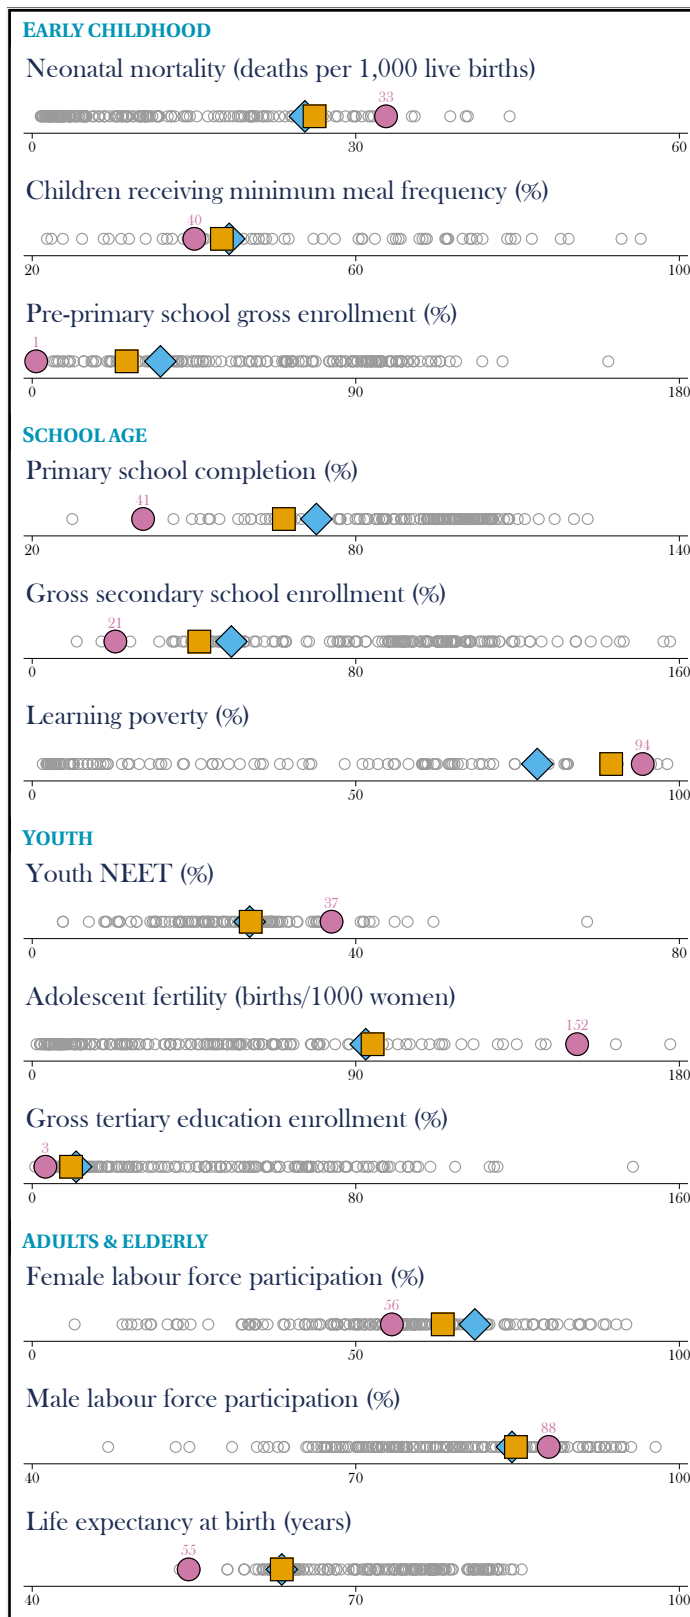 EARLY CHILDHOOD
Neonatal mortality (deaths per 1,000 live births)
33
0 30 60
Children receiving minimum meal frequency (%)
40
20 60 100
Pre-primary school gross enrollment (%)
1
0 90 180
SCHOOL AGE
Primary school completion (%)
41
20 80 140
Gross secondary school enrollment (%)
21
0 80 160
Learning poverty (%)
94
0 50 100
YOUTH
Youth NEET (%)
37
0 40 80
Adolescent fertility (births/1000 women)
152
0 90 180
Gross tertiary education enrollment (%)
3
0 80 160
ADULTS & ELDERLY
Female labour force participation (%)
56
0 50 100
Male labour force participation (%)
88
40 70 100
Life expectancy at birth (years)
55
40 70 100